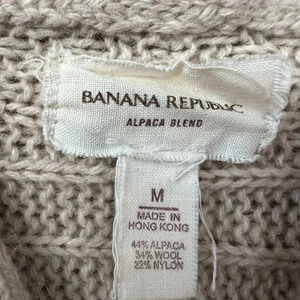 BANANA REPUBLIC
ALPACA BLEND
M
MADE IN
HONG KONG
44% ALPACA
34% WOOL
22% NYLON